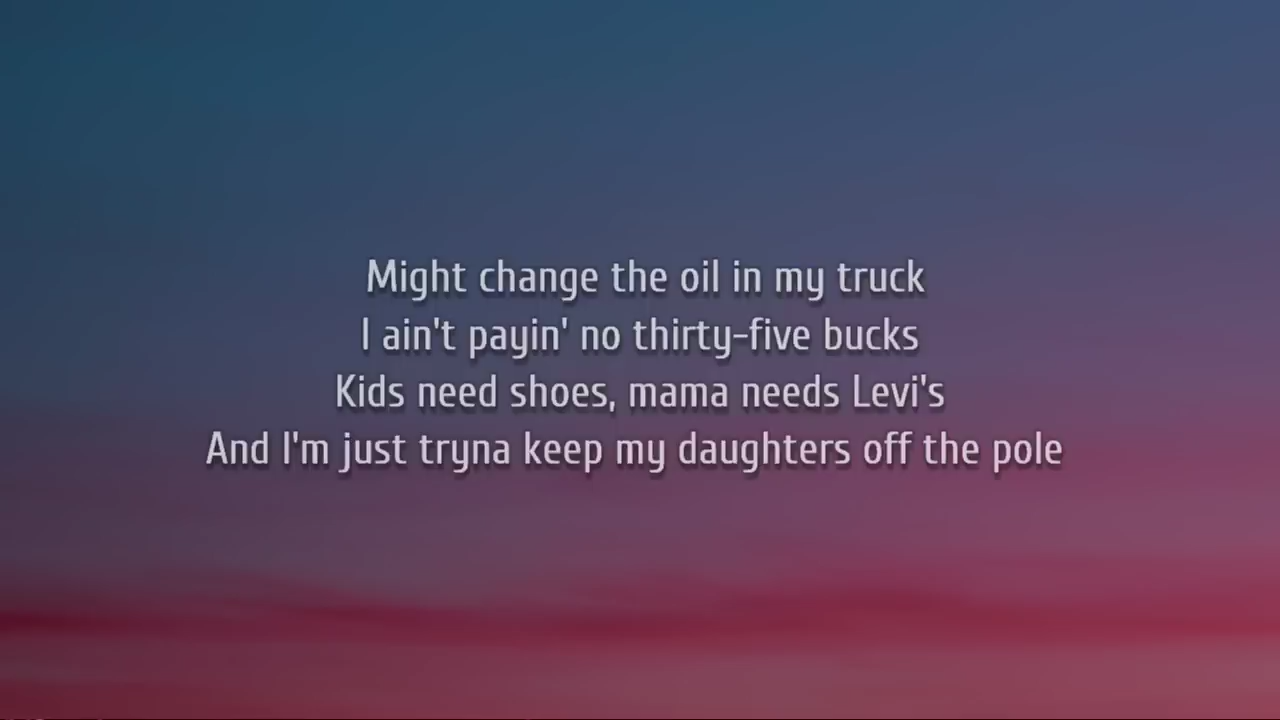 Might change the oil in my truck
I ain't payin' no thirty-five bucks
Kids need shoes, mama needs Levi's
And I'm just tryna keep my daughters off the pole